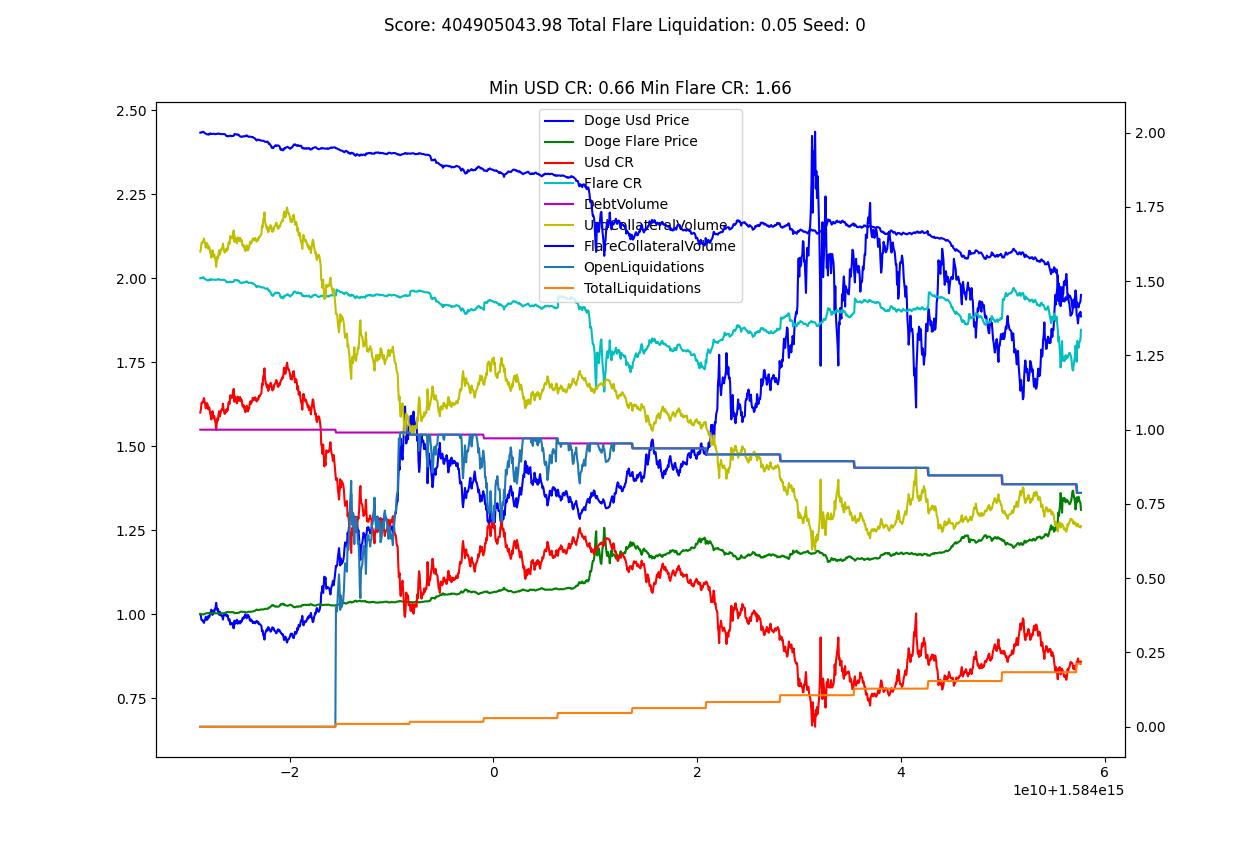 Score: 404905043.98 Total Flare Liquidation: 0.05 Seed: 0
Min USD CR: 0.66 Min Flare CR: 1.66
Doge Usd Price
Doge Flare Price
Usd CR
Flare CR
DebtVolume
UsdCollateralVolume
FlareCollateralVolume
OpenLiquidations
TotalLiquidations
2.50
2.25
2.00
1.75
1.50
1.25
1.00
0.75
2.00
1.75
1.50
1.25
1.00
0.75
0.50
0.25
0.00
−2
0
2
4
6
1e10+1.584e15